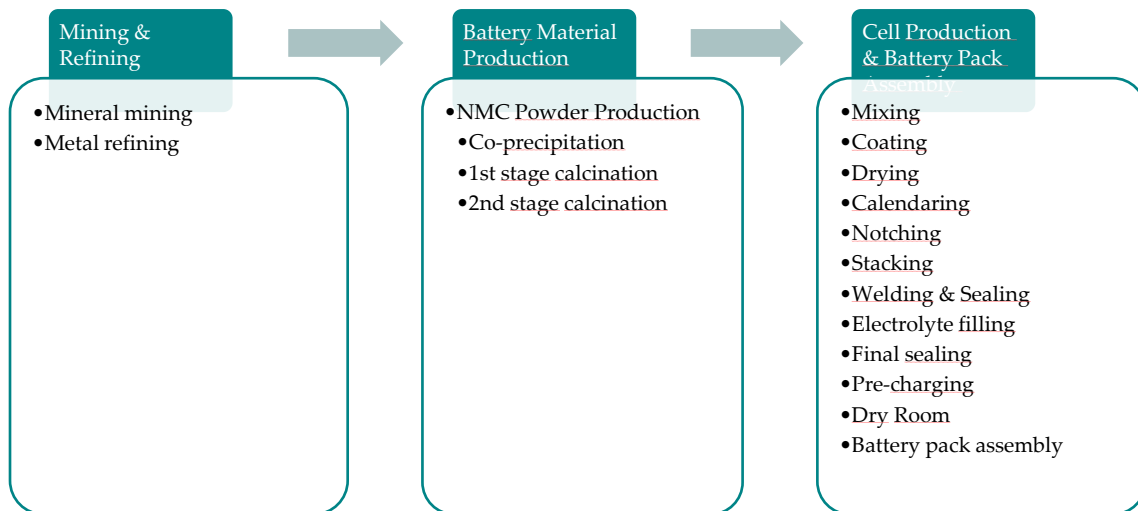 Mining &
Refining
•Mineral mining
•Metal refining
Battery Material
Production
•NMC Powder Production
•Co-precipitation
•1st stage calcination
•2nd stage calcination
Cell Production
& Battery Pack
Assembly
•Mixing
•Coating
•Drying
•Calendaring
•Notching
•Stacking
•Welding & Sealing
•Electrolyte filling
•Final sealing
•Pre-charging
•Dry Room
•Battery pack assembly